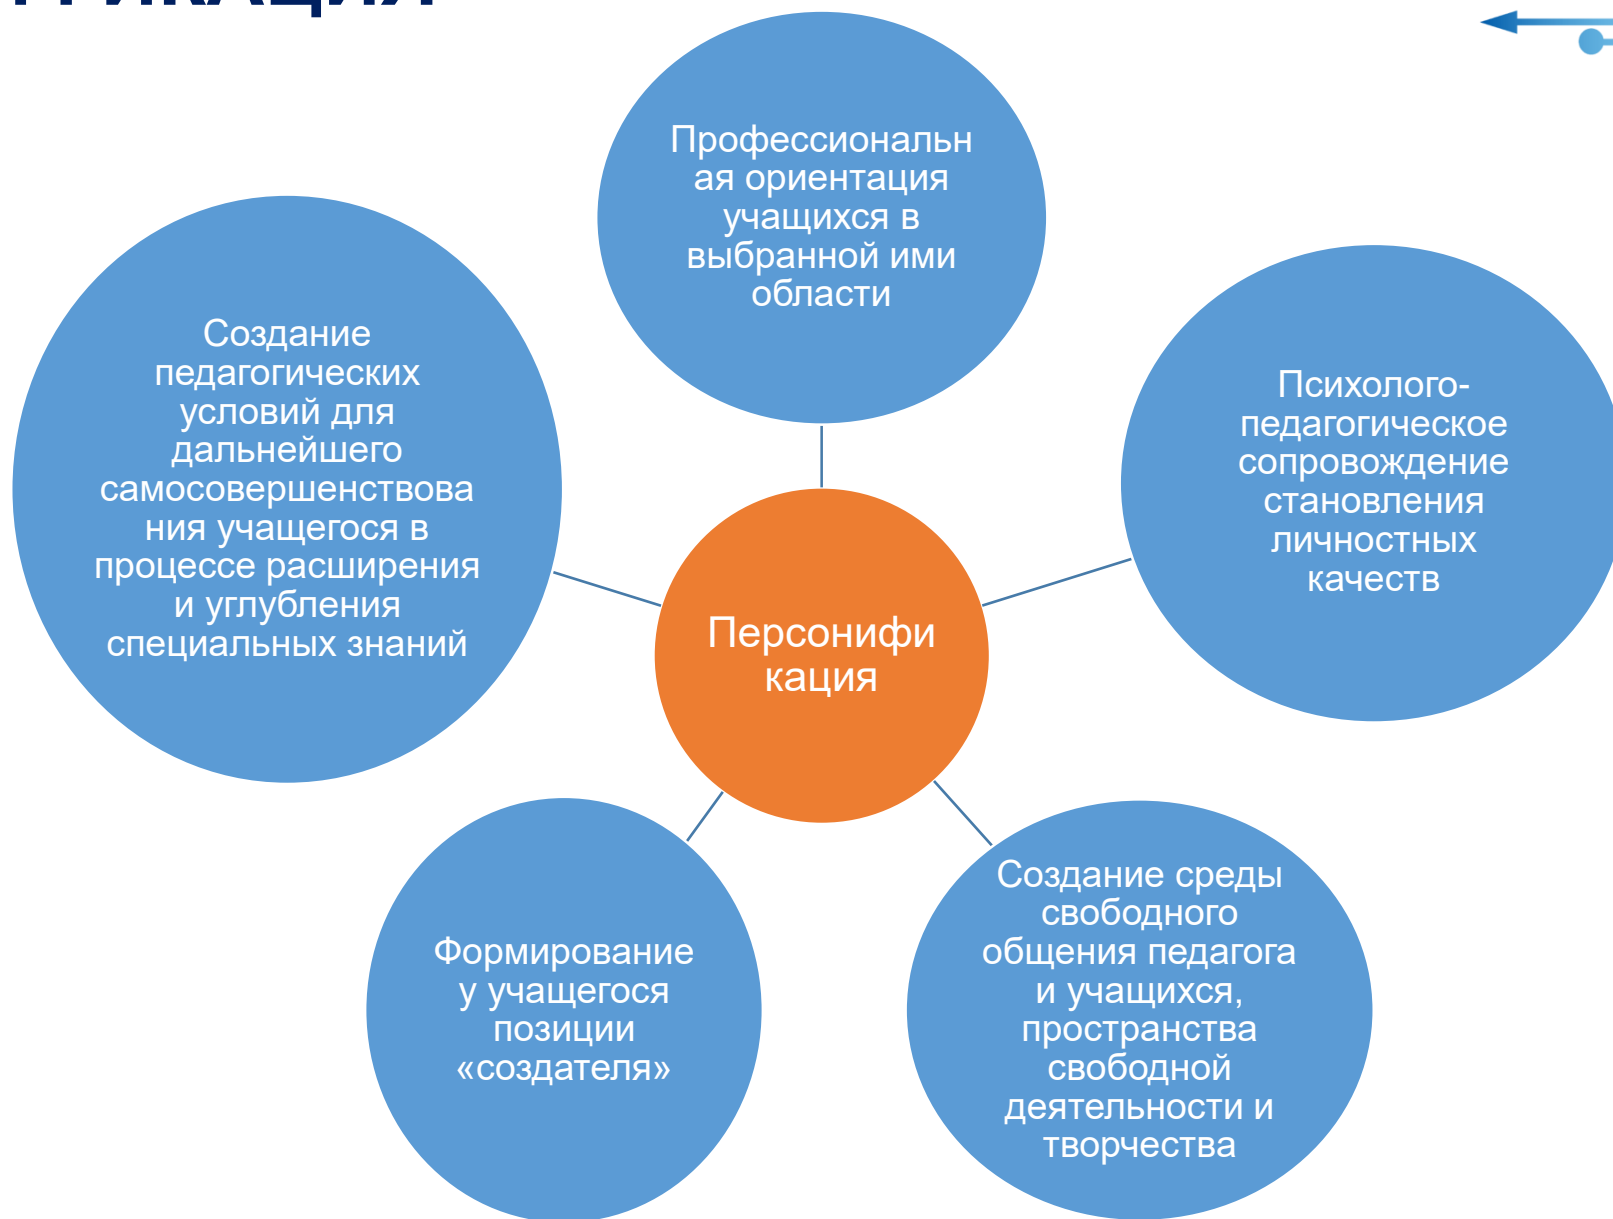 Профессиональн
ая ориентация
учащихся в
выбранной ими
области
Психолого-
педагогическое
сопровождение
становления
личностных
качеств
Создание среды
свободного
общения педагога
и учащихся,
пространства
свободной
деятельности и
творчества
Формирование
у учащегося
позиции
«создателя»
Создание
педагогических
условий для
дальнейшего
самосовершенствова
ния учащегося в
процессе расширения
и углубления
специальных знаний
Персонифи
кация